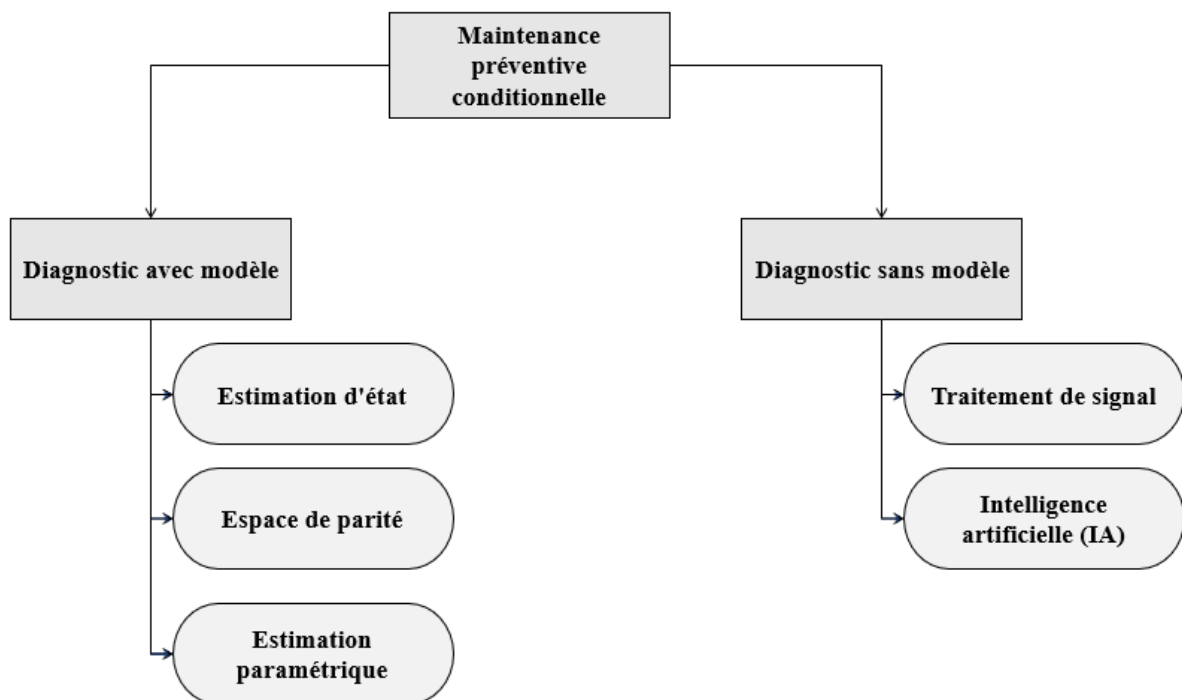 Maintenance
préventive
conditionnelle
Diagnostic avec modèle
Diagnostic sans modèle
Estimation d'état
Traitement de signal
Espace de parité
Intelligence
artificielle (IA)
Estimation
paramétrique